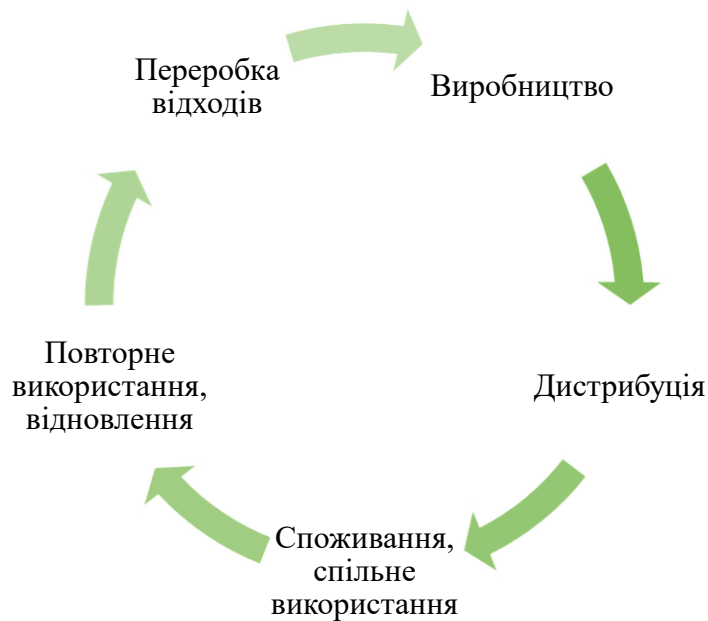 Переробка
відходів
Виробництво
Дистрибуція
Споживання,
спільне
використання
Повторне
використання,
відновлення